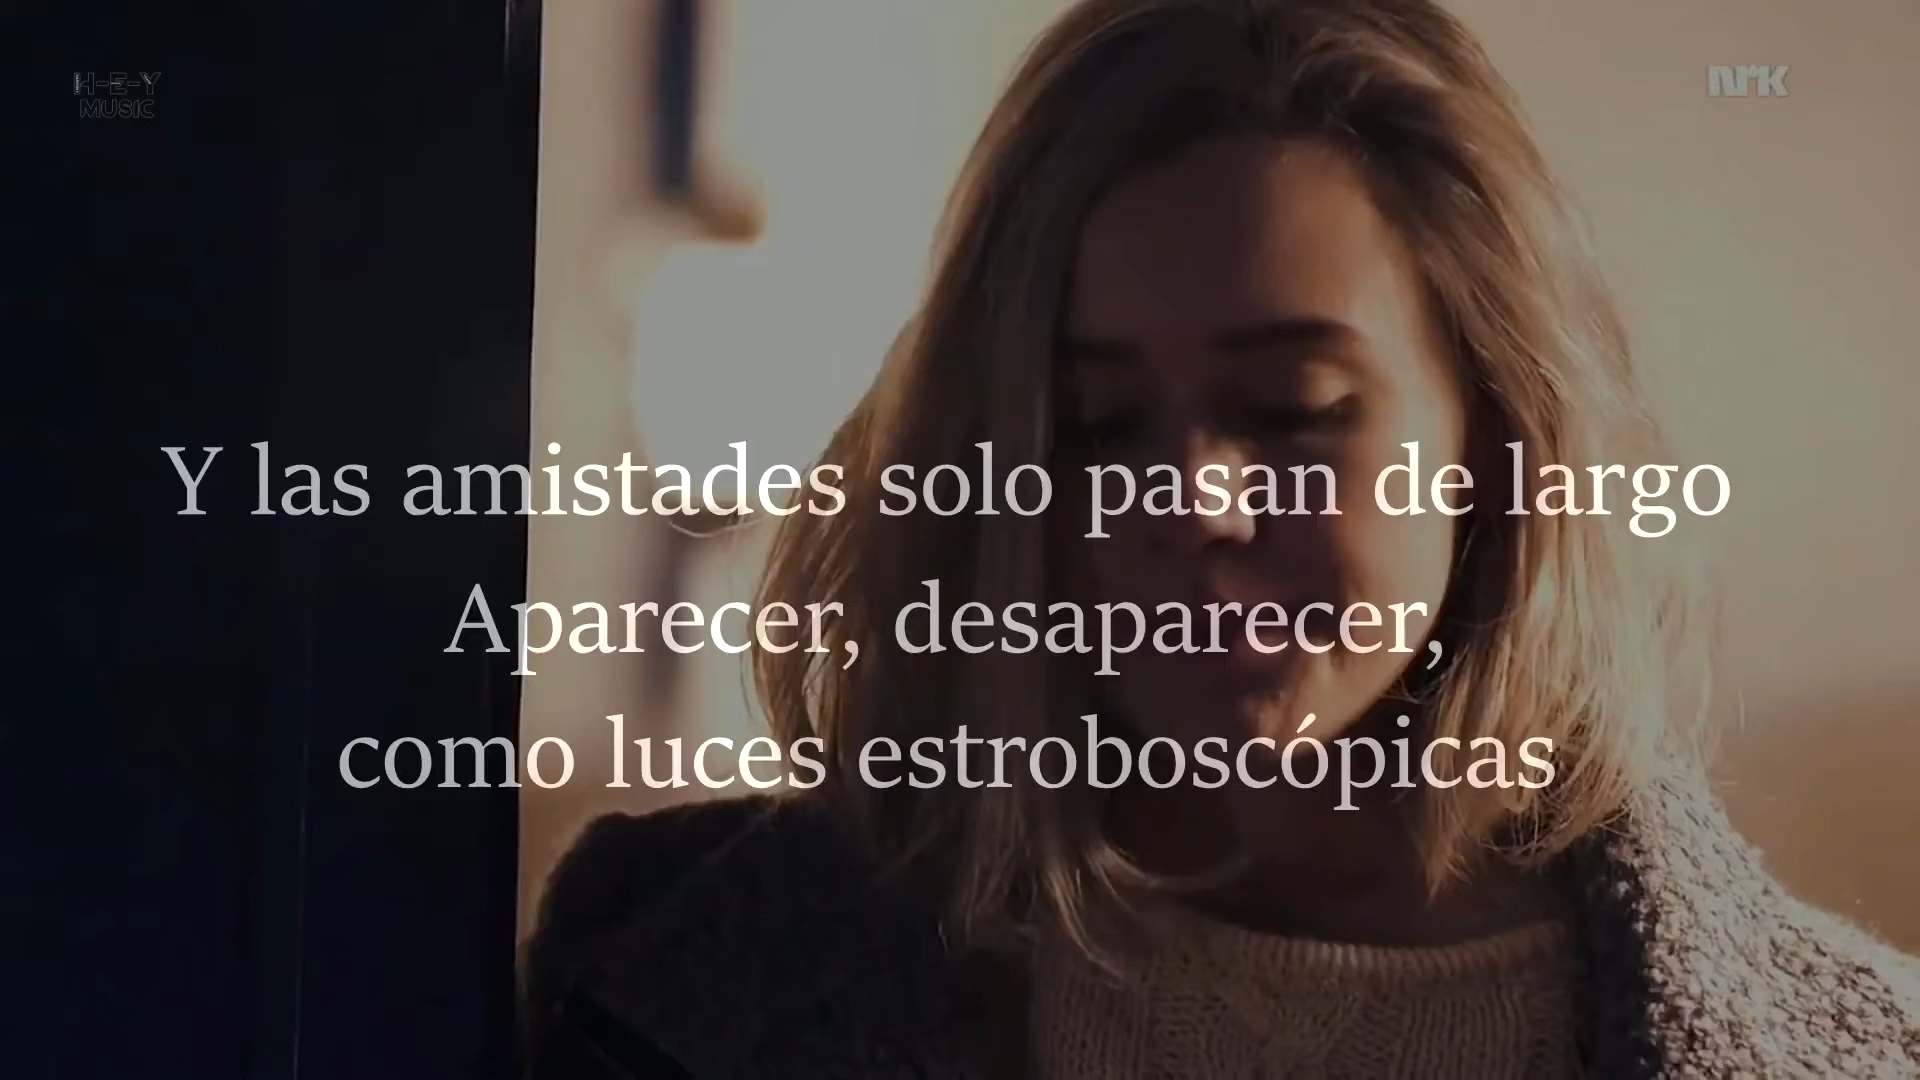 H-E-Y
MUSIC
NrK
Y las amistades solo pasan de largo
Aparecer, desaparecer,
como luces estroboscópicas